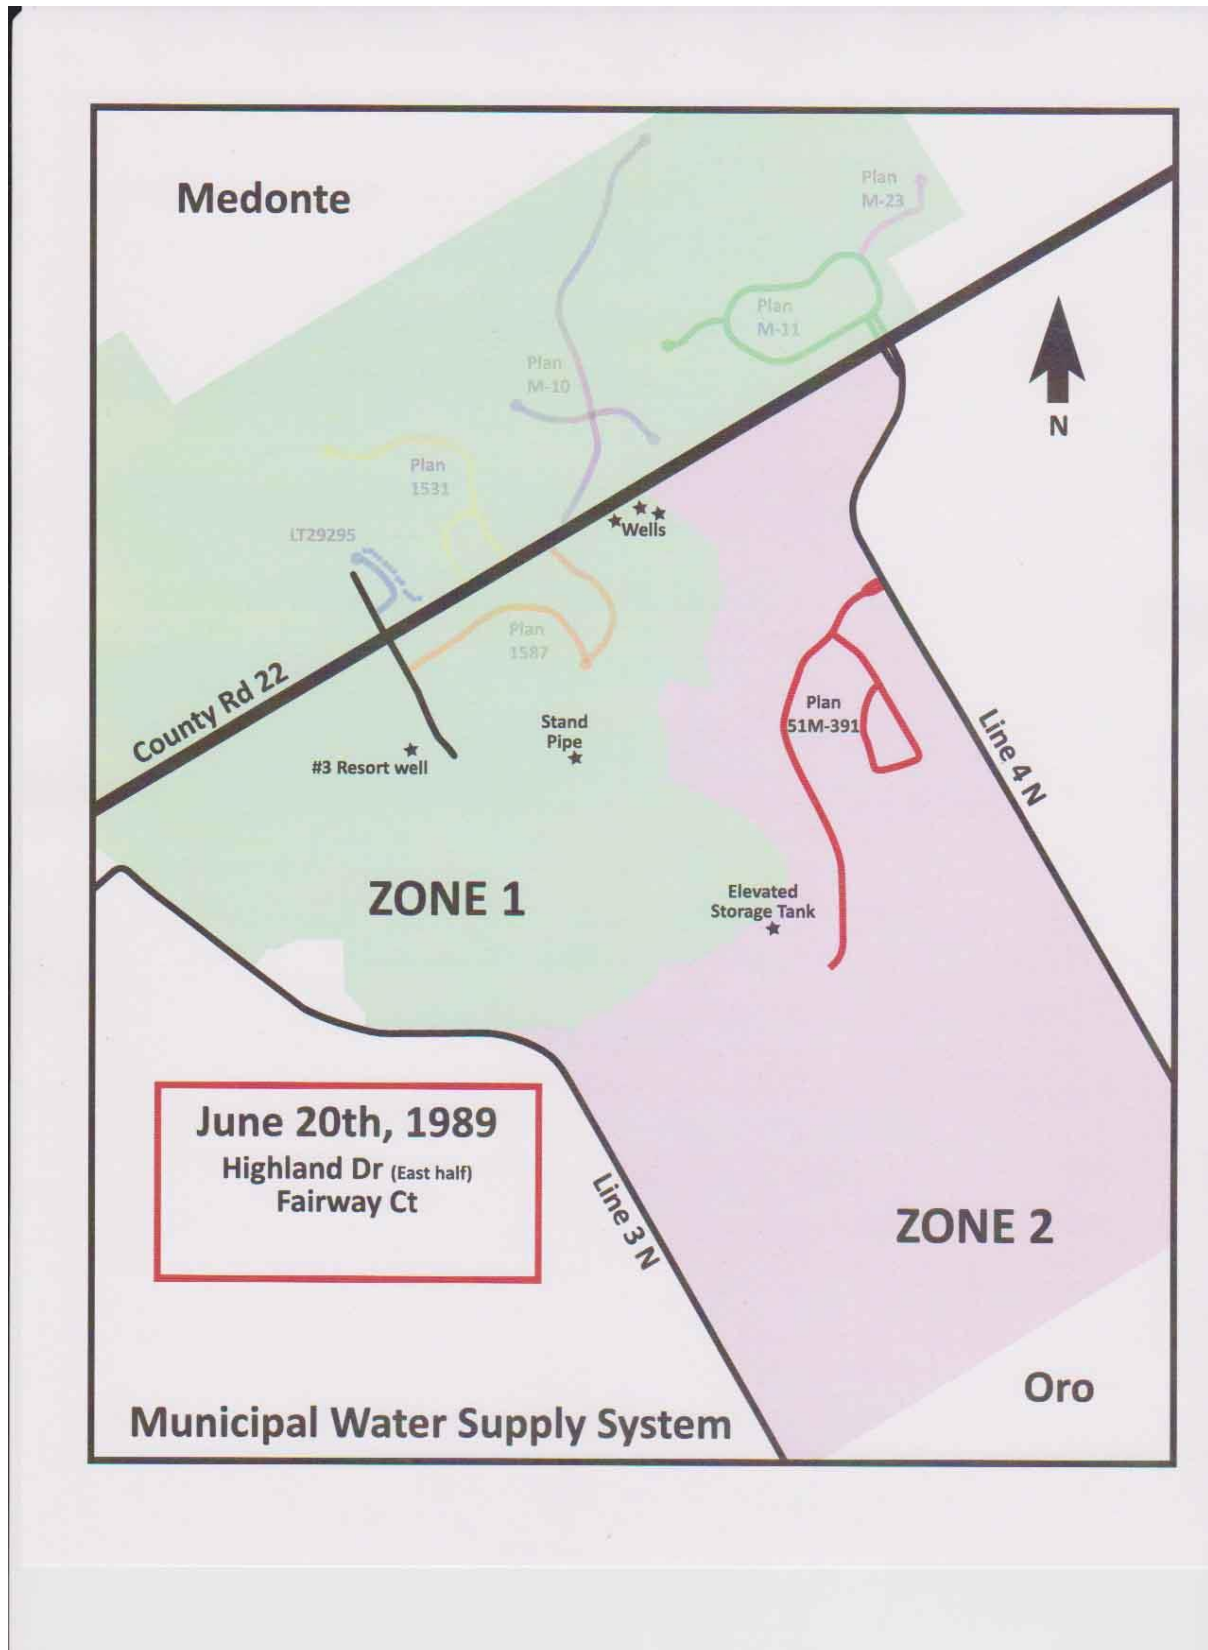 Medonte
Plan
M-23
Plan
M-11
Plan
M-10
N
Plan
1531
LT29295
Wells
Plan
1587
County Rd 22
Stand
Pipe
#3 Resort well
Plan
51M-391
Line 4 N
ZONE 1
Elevated
Storage Tank
June 20th, 1989
Highland Dr (East half)
Fairway Ct
Line 3 N
ZONE 2
Oro
Municipal Water Supply System